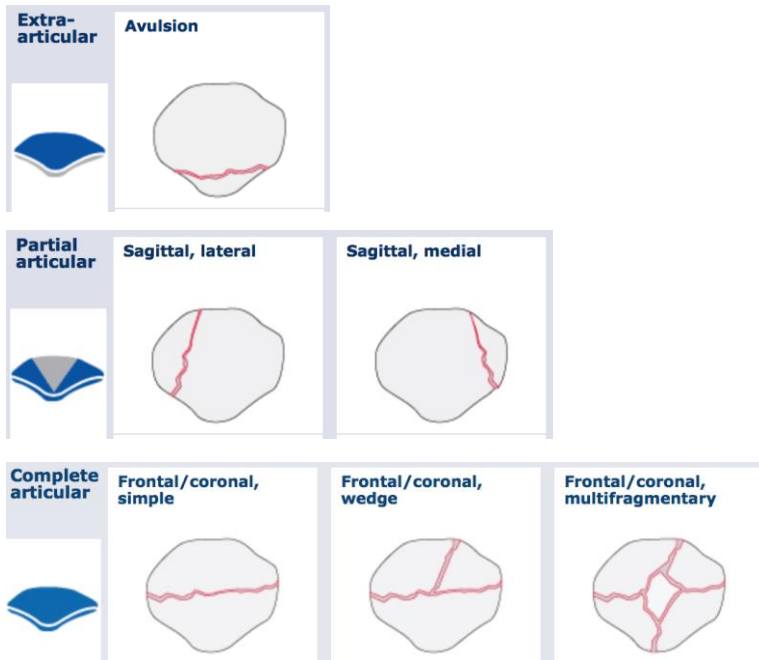 Extra-
articular
Avulsion
Partial
articular
Sagittal, lateral
Sagittal, medial
Complete
articular
Frontal/coronal,
simple
Frontal/coronal,
wedge
Frontal/coronal,
multifragmentary